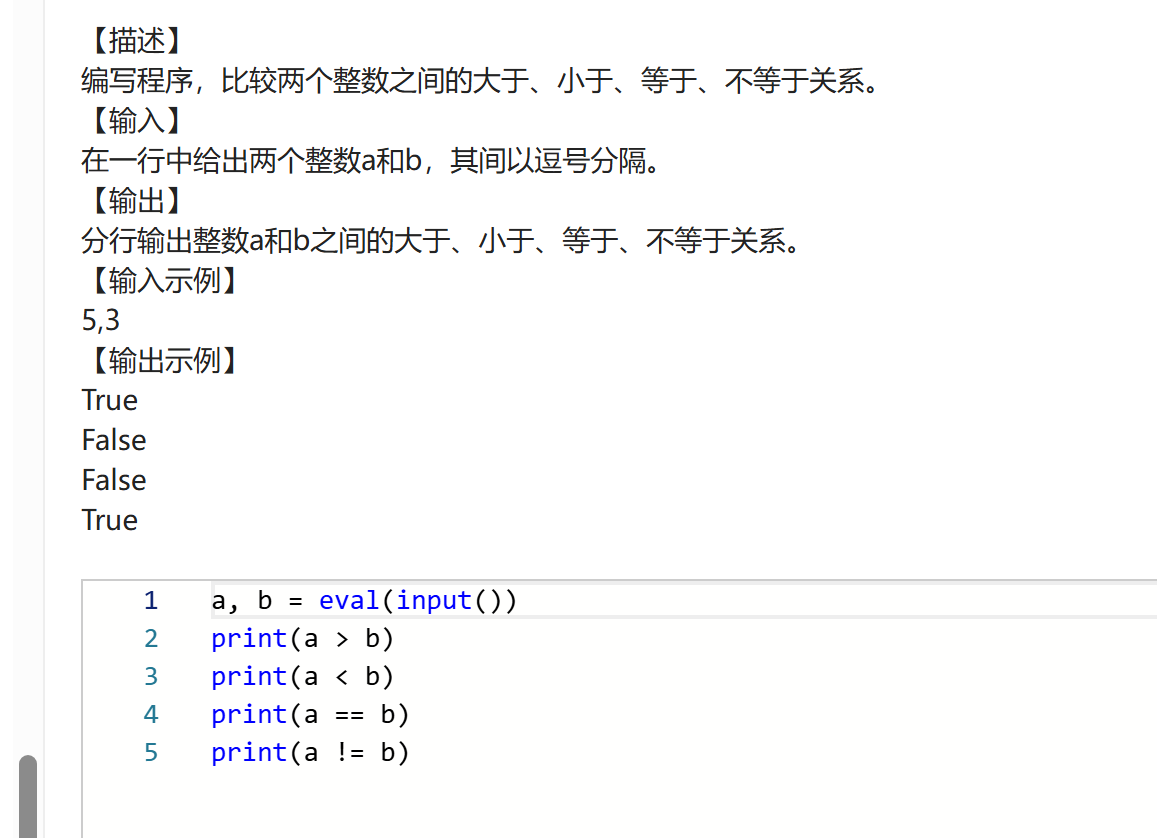 【描述】
编写程序，比较两个整数之间的大于、小于、等于、不等于关系。
【输入】
在一行中给出两个整数a和b，其间以逗号分隔。
【输出】
分行输出整数a和b之间的大于、小于、等于、不等于关系。
【输入示例】
5,3
【输出示例】
True
False
False
True
1 a, b = eval(input())
2 print(a > b)
3 print(a < b)
4 print(a == b)
5 print(a != b)